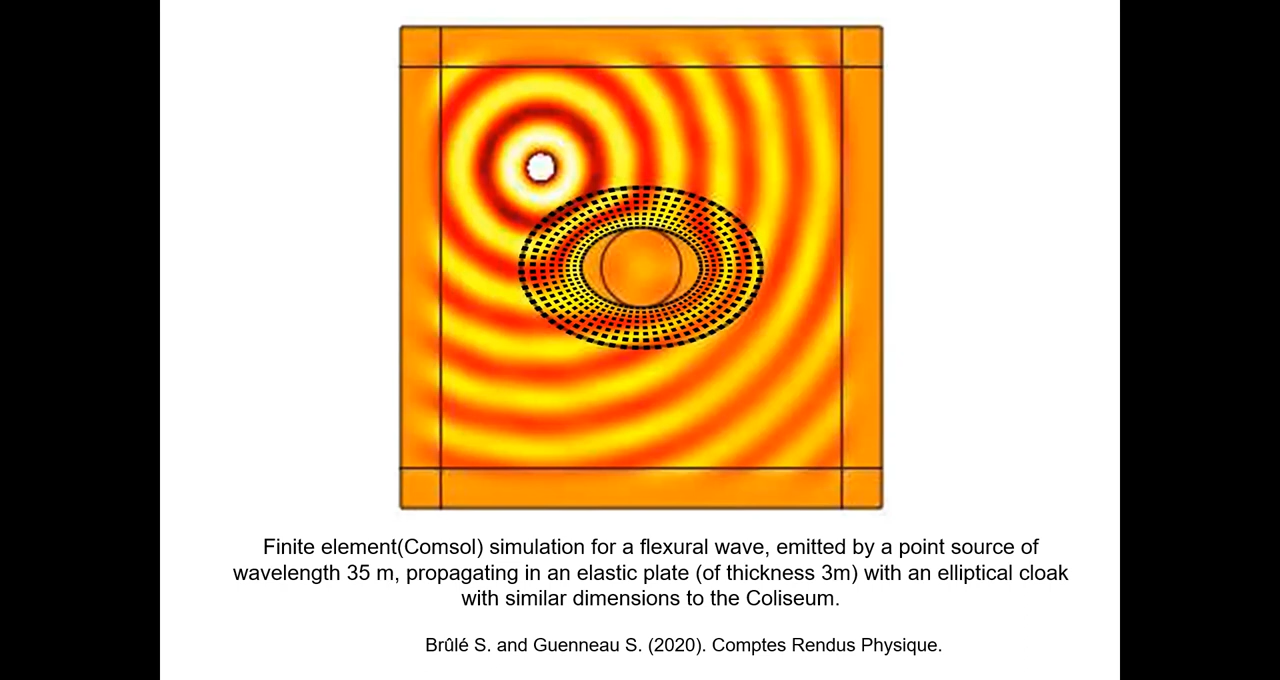 Finite element(Comsol) simulation for a flexural wave, emitted by a point source of
wavelength 35 m, propagating in an elastic plate (of thickness 3m) with an elliptical cloak
with similar dimensions to the Coliseum.
Brûlé S. and Guenneau S. (2020). Comptes Rendus Physique.